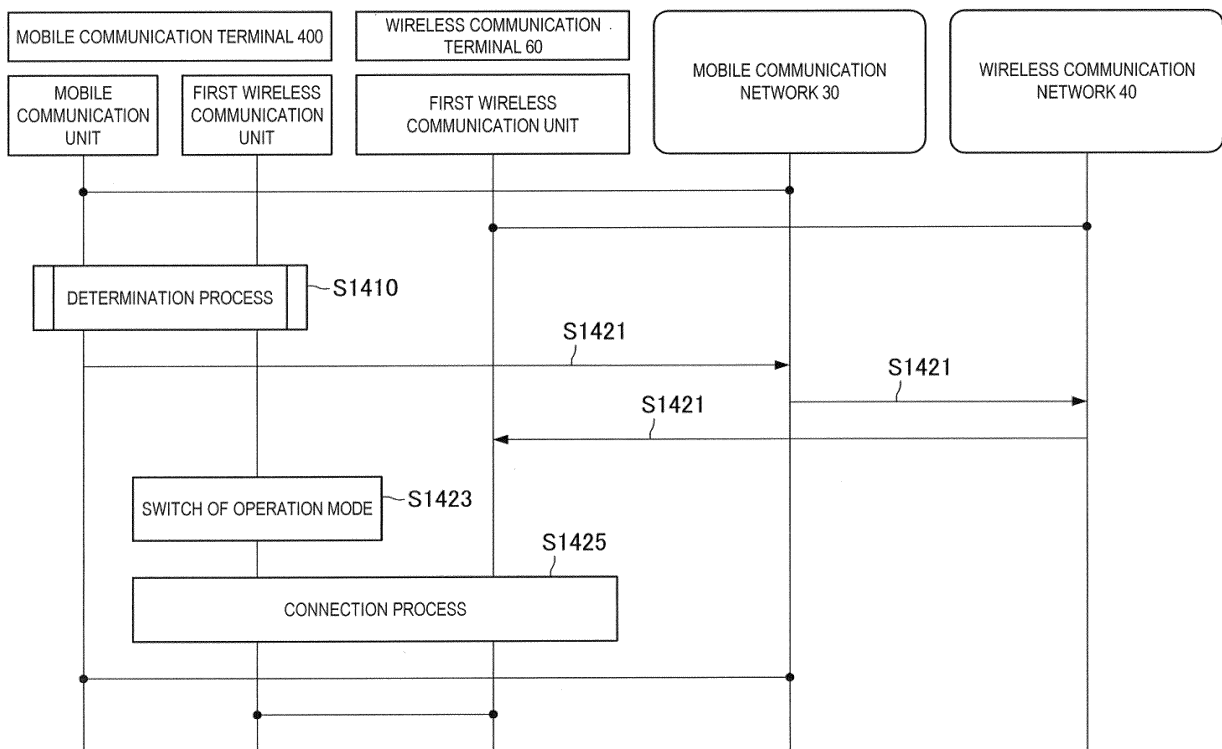 MOBILE COMMUNICATION TERMINAL 400
WIRELESS COMMUNICATION
TERMINAL 60
MOBILE COMMUNICATION
NETWORK 30
WIRELESS COMMUNICATION
NETWORK 40
MOBILE
COMMUNICATION
UNIT
FIRST WIRELESS
COMMUNICATION
UNIT
FIRST WIRELESS
COMMUNICATION UNIT
DETERMINATION PROCESS
S1410
S1421
S1421
S1421
SWITCH OF OPERATION MODE
S1423
S1425
CONNECTION PROCESS